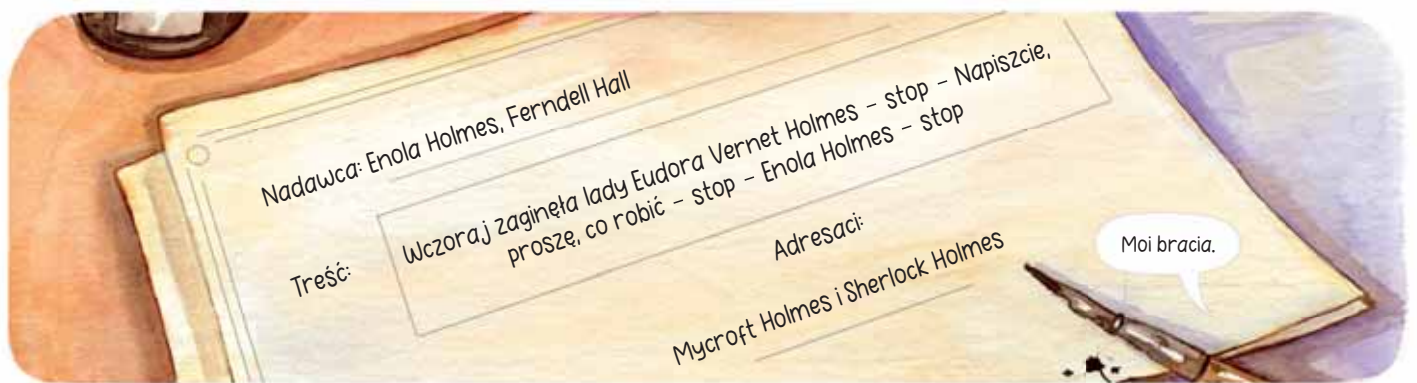 Nadawca: Enola Holmes, Ferndell Hall
Treść:
Wczoraj zaginęła lady Eudora Vernet Holmes – stop – Napiszcie,
proszę, co robić – stop – Enola Holmes – stop
Adresaci:
Mycroft Holmes i Sherlock Holmes
Moi bracia.